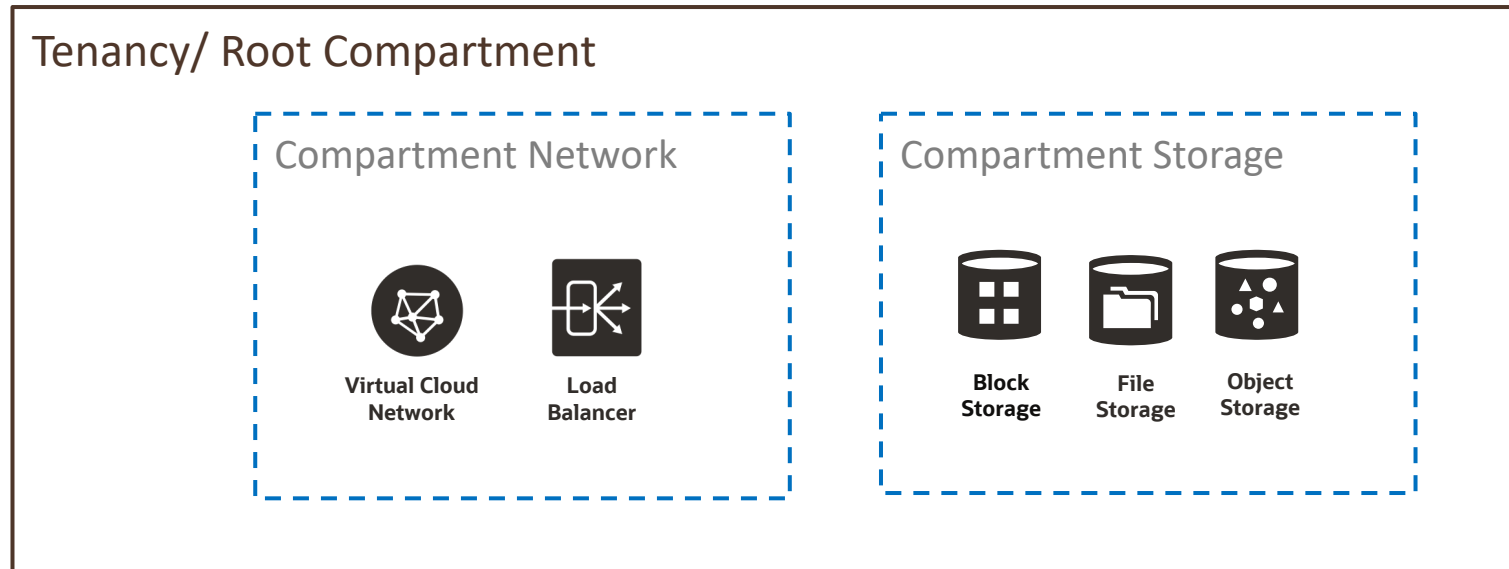 Tenancy/ Root Compartment
Compartment Network
Virtual Cloud
Network
Load
Balancer
Compartment Storage
Block
Storage
File
Storage
Object
Storage